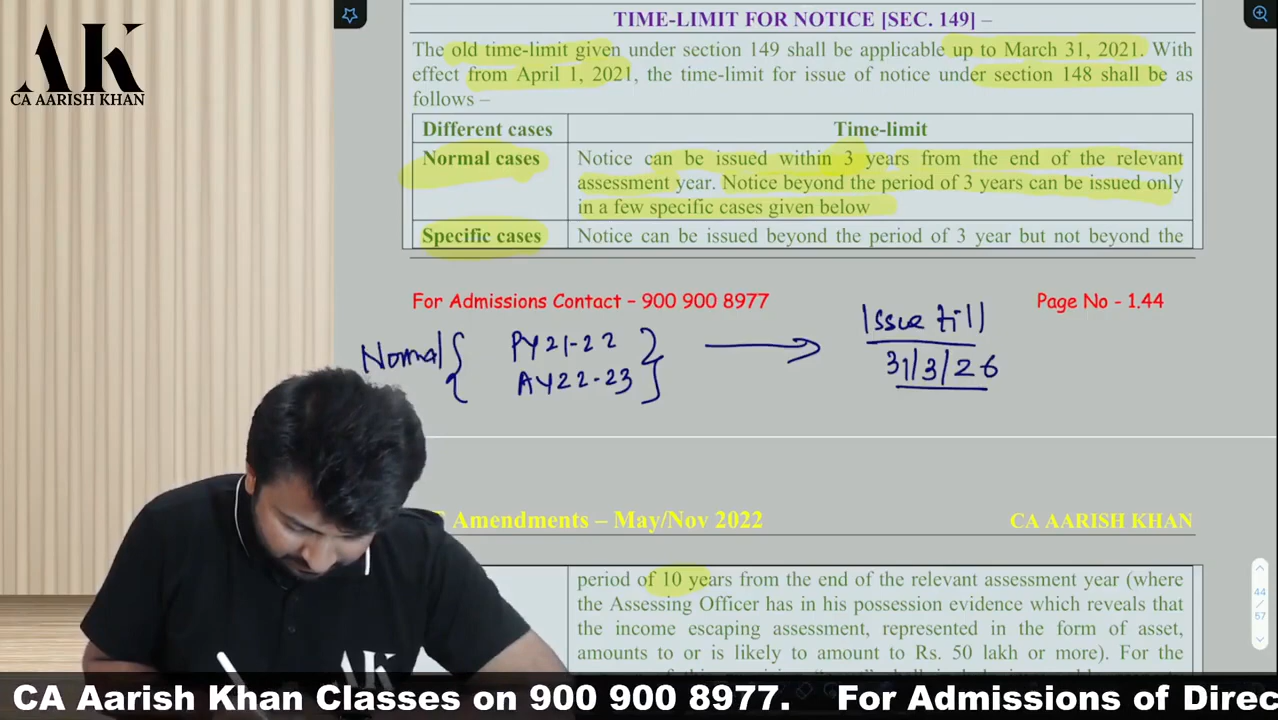 AK
CA AARISH KHAN
TIME-LIMIT FOR NOTICE [SEC. 149] –
The old time-limit given under section 149 shall be applicable up to March 31, 2021. With
effect from April 1, 2021, the time-limit for issue of notice under section 148 shall be as
follows –
Different cases Time-limit
Normal cases Notice can be issued within 3 years from the end of the relevant
assessment year. Notice beyond the period of 3 years can be issued only
in a few specific cases given below
Specific cases Notice can be issued beyond the period of 3 year but not beyond the
For Admissions Contact – 900 900 8977 Page No - 1.44
Normal { PY21-22 } Issue till
AY22-23 31/3/26
Amendments – May/Nov 2022 CA AARISH KHAN
period of 10 years from the end of the relevant assessment year (where
the Assessing Officer has in his possession evidence which reveals that
the income escaping assessment, represented in the form of asset,
amounts to or is likely to amount to Rs. 50 lakh or more). For the
44
/
57
AK
CA Aarish Khan Classes on 900 900 8977. For Admissions of Direc